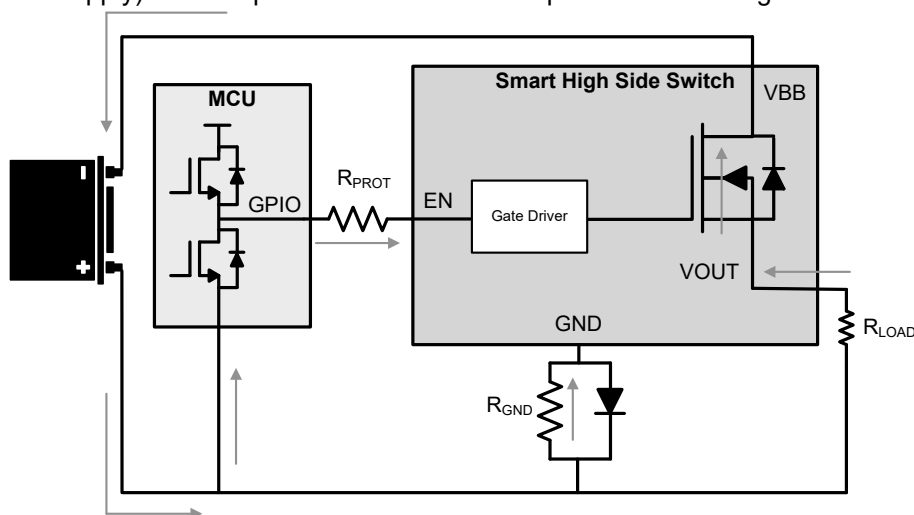 Smart High Side Switch
VBB
MCU
-
GPIO
RPROT
EN
Gate Driver
+
VOUT
GND
RLOAD
RGND